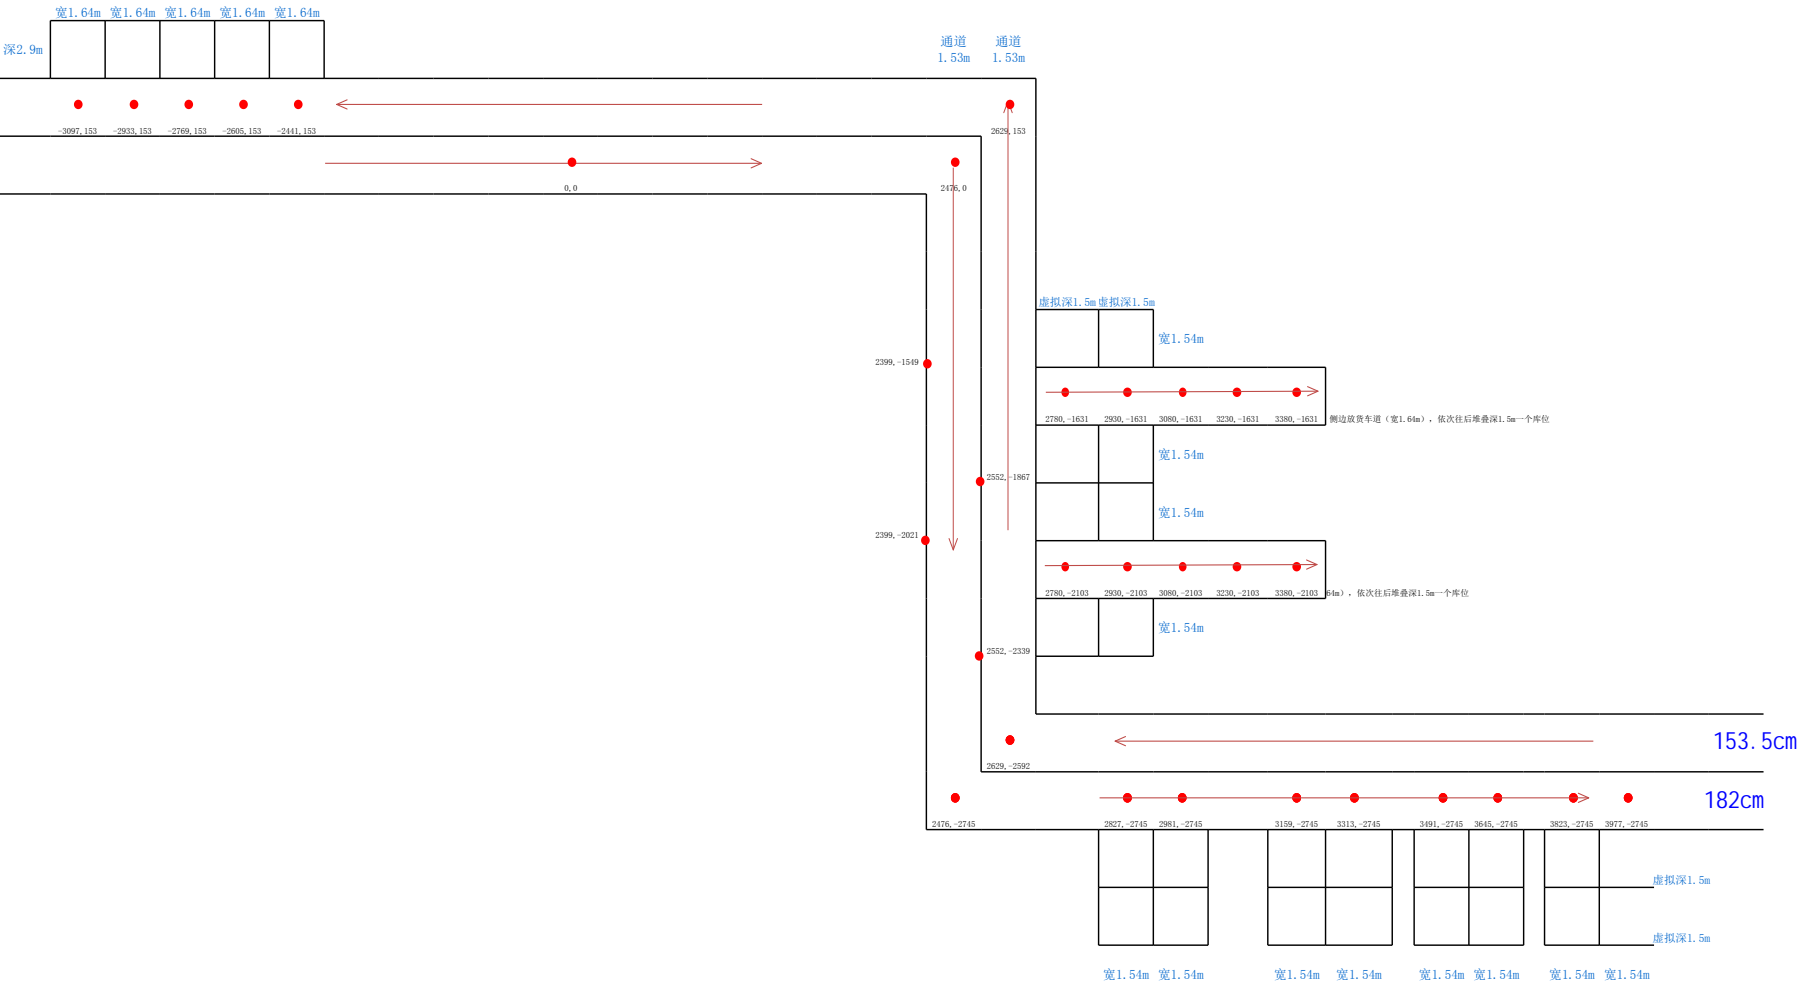 宽1.64m 宽1.64m 宽1.64m 宽1.64m 宽1.64m
深2.9m
通道 通道
1.53m 1.53m
-3097,153 -2933,153 -2769,153 -2605,153 -2441,153
2629,153
0,0
2476,0
虚拟深1.5m 虚拟深1.5m
宽1.54m
2399,-1549
2780,-1631 2930,-1631 3080,-1631 3230,-1631 3380,-1631 侧边放货车道（宽1.64m），依次往后堆叠深1.5m一个库位
宽1.54m
2552,-1867
宽1.54m
2399,-2021
2780,-2103 2930,-2103 3080,-2103 3230,-2103 3380,-2103 64m），依次往后堆叠深1.5m一个库位
宽1.54m
2552,-2339
153.5cm
2629,-2592
182cm
2476,-2745 2827,-2745 2981,-2745 3159,-2745 3313,-2745 3491,-2745 3645,-2745 3823,-2745 3977,-2745
虚拟深1.5m
虚拟深1.5m
宽1.54m 宽1.54m 宽1.54m 宽1.54m 宽1.54m 宽1.54m 宽1.54m 宽1.54m